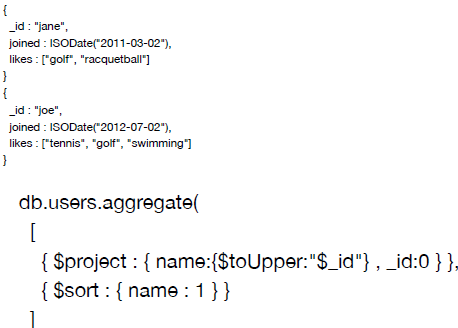 {
_id : "jane",
joined : ISODate("2011-03-02"),
likes : ["golf", "racquetball"]
}
{
_id : "joe",
joined : ISODate("2012-07-02"),
likes : ["tennis", "golf", "swimming"]
}
db.users.aggregate(
[
{ $project : { name:{$toUpper:"$_id"} , _id:0 } },
{ $sort : { name : 1 } }
]